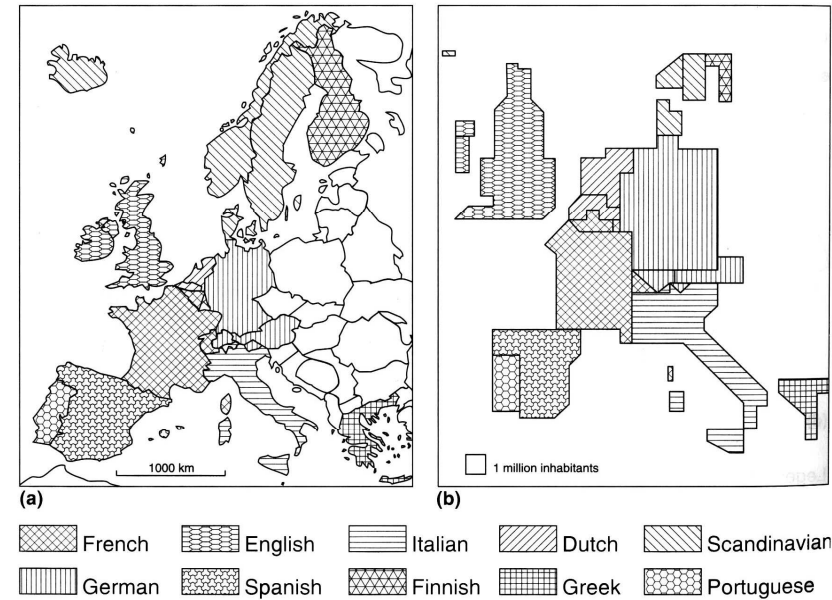 1000 km
1 million inhabitants
(a)
(b)
French
English
Italian
Dutch
Scandinavian
German
Spanish
Finnish
Greek
Portuguese